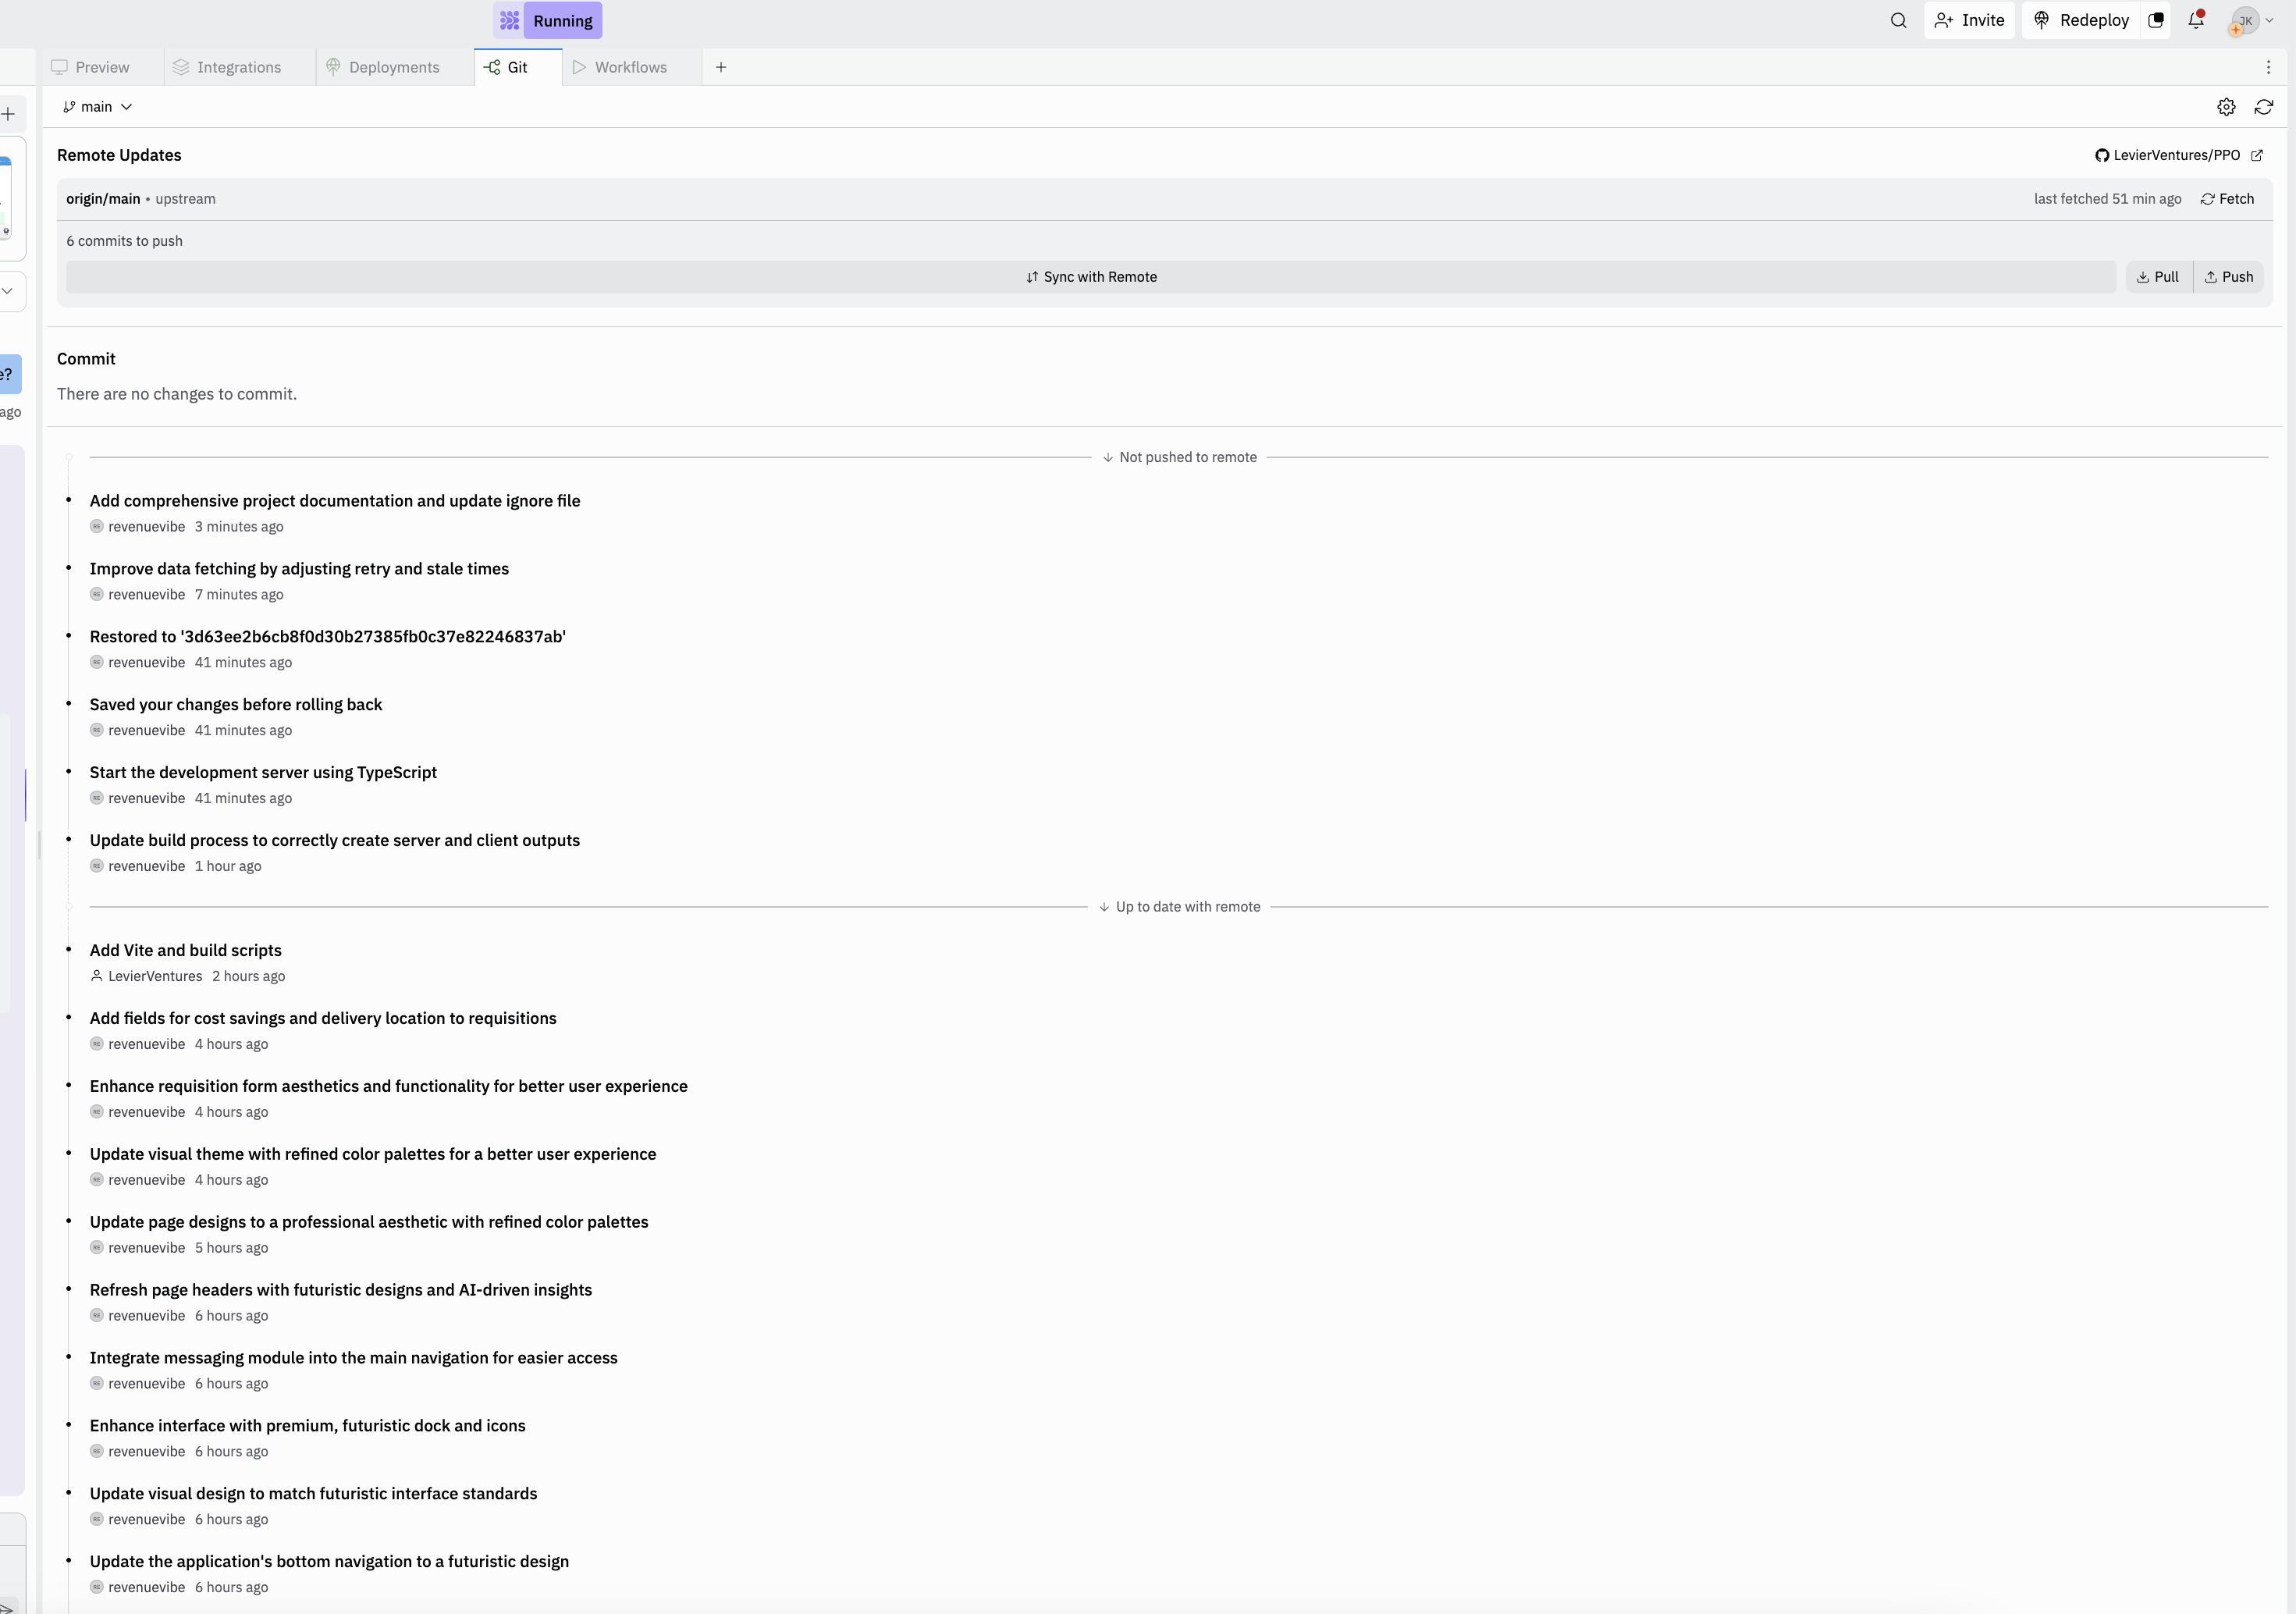 Running
Invite
Redeploy
JK
Preview
Integrations
Deployments
Git
Workflows
main
Remote Updates
LevierVentures/PPO
origin/main • upstream
last fetched 51 min ago
Fetch
6 commits to push
Sync with Remote
Pull
Push
Commit
e?
There are no changes to commit.
ago
Not pushed to remote
Add comprehensive project documentation and update ignore file
revenuevibe 3 minutes ago
Improve data fetching by adjusting retry and stale times
revenuevibe 7 minutes ago
Restored to '3d63ee2b6cb8f0d30b27385fb0c37e82246837ab'
revenuevibe 41 minutes ago
Saved your changes before rolling back
revenuevibe 41 minutes ago
Start the development server using TypeScript
revenuevibe 41 minutes ago
Update build process to correctly create server and client outputs
revenuevibe 1 hour ago
Up to date with remote
Add Vite and build scripts
LevierVentures 2 hours ago
Add fields for cost savings and delivery location to requisitions
revenuevibe 4 hours ago
Enhance requisition form aesthetics and functionality for better user experience
revenuevibe 4 hours ago
Update visual theme with refined color palettes for a better user experience
revenuevibe 4 hours ago
Update page designs to a professional aesthetic with refined color palettes
revenuevibe 5 hours ago
Refresh page headers with futuristic designs and AI-driven insights
revenuevibe 6 hours ago
Integrate messaging module into the main navigation for easier access
revenuevibe 6 hours ago
Enhance interface with premium, futuristic dock and icons
revenuevibe 6 hours ago
Update visual design to match futuristic interface standards
revenuevibe 6 hours ago
Update the application's bottom navigation to a futuristic design
revenuevibe 6 hours ago